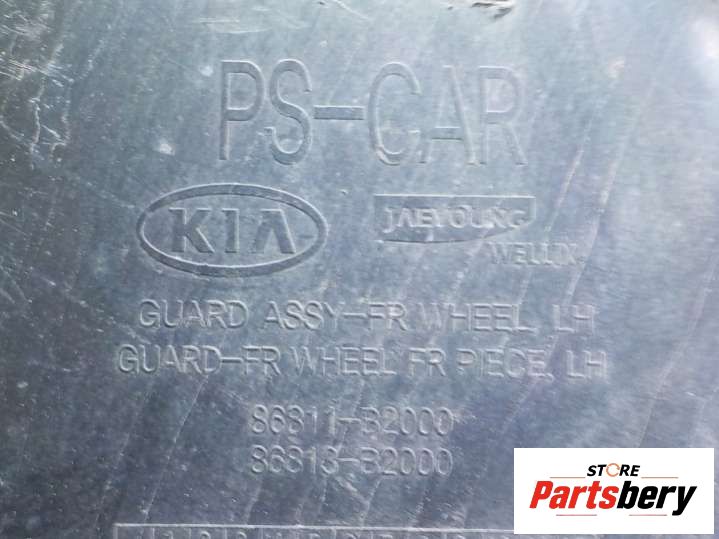 PS-CAR
KIA
JAEYOUNG
WELLIX
GUARD ASSY-FR WHEEL, LH
GUARD-FR WHEEL FR PIECE, LH
86811-B2000
86813-B2000
STORE
Partsbery